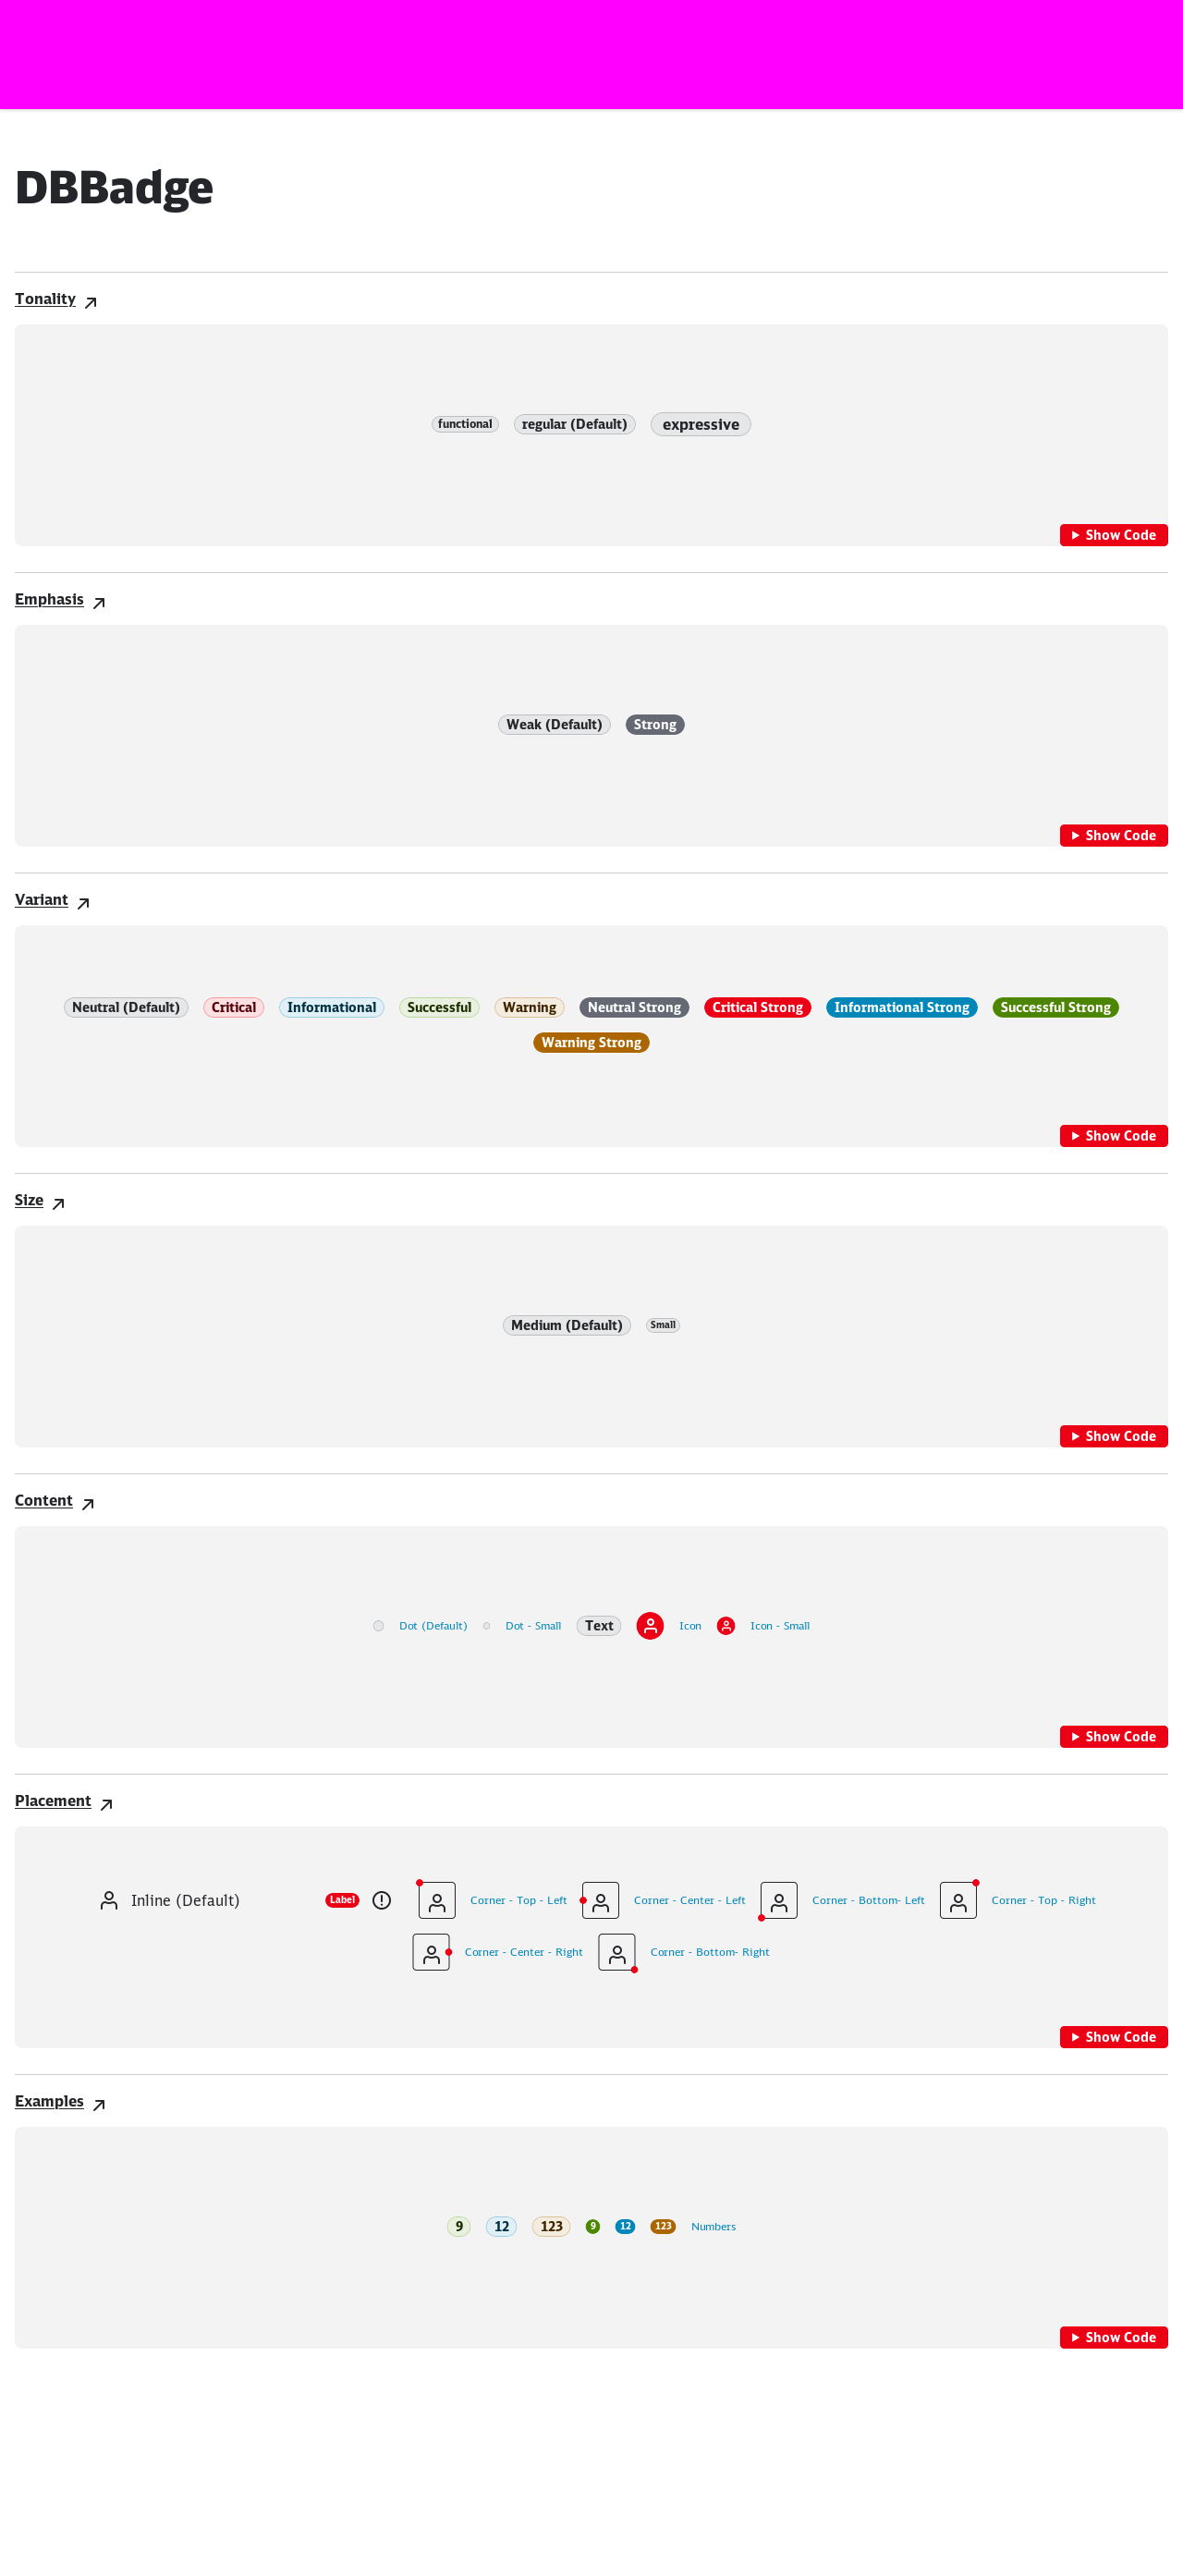 DBBadge
Tonality
functional regular (Default) expressive
Show Code
Emphasis
Weak (Default) Strong
Show Code
Variant
Neutral (Default) Critical Informational Successful Warning Neutral Strong Critical Strong Informational Strong Successful Strong
Warning Strong
Show Code
Size
Medium (Default) Small
Show Code
Content
Dot (Default) Dot - Small Text Icon Icon - Small
Show Code
Placement
Inline (Default) Label Corner - Top - Left Corner - Center - Left Corner - Bottom- Left Corner - Top - Right
Corner - Center - Right Corner - Bottom- Right
Show Code
Examples
9 12 123 9 12 123 Numbers
Show Code